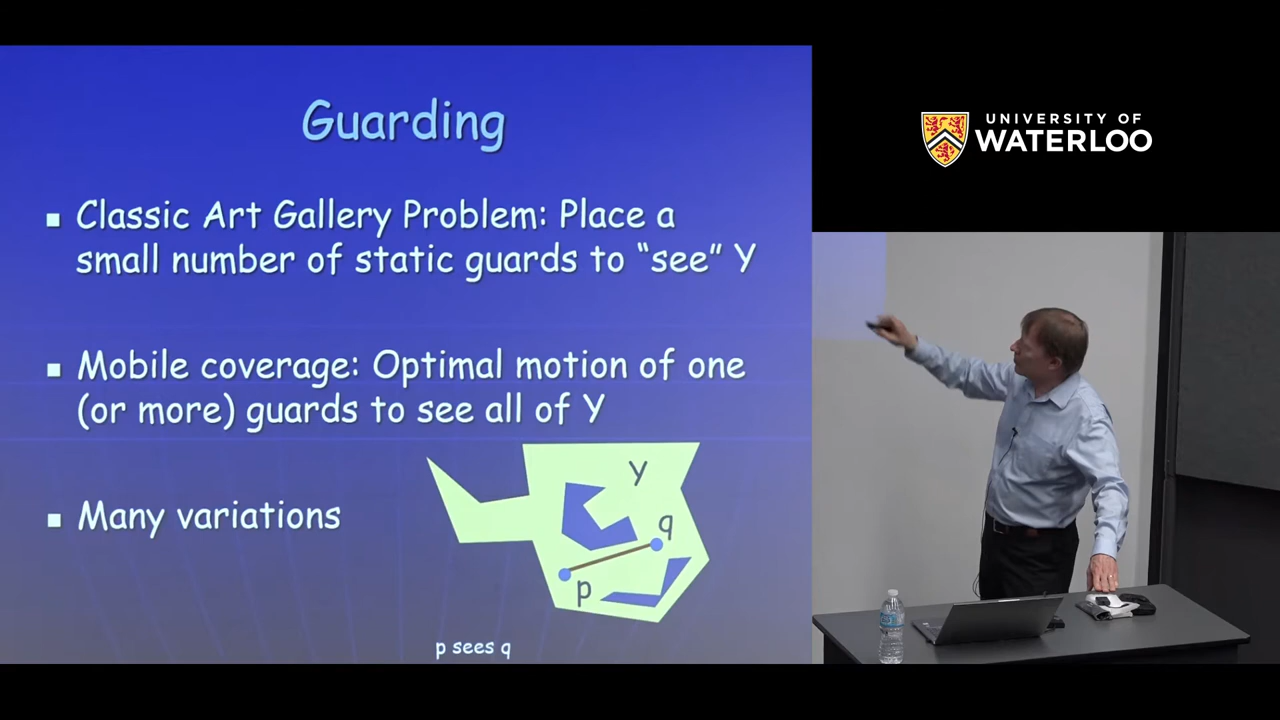 Guarding
▪ Classic Art Gallery Problem: Place a
small number of static guards to “see” Y
▪ Mobile coverage: Optimal motion of one
(or more) guards to see all of Y
▪ Many variations
Y
q
p
p sees q
UNIVERSITY OF
WATERLOO